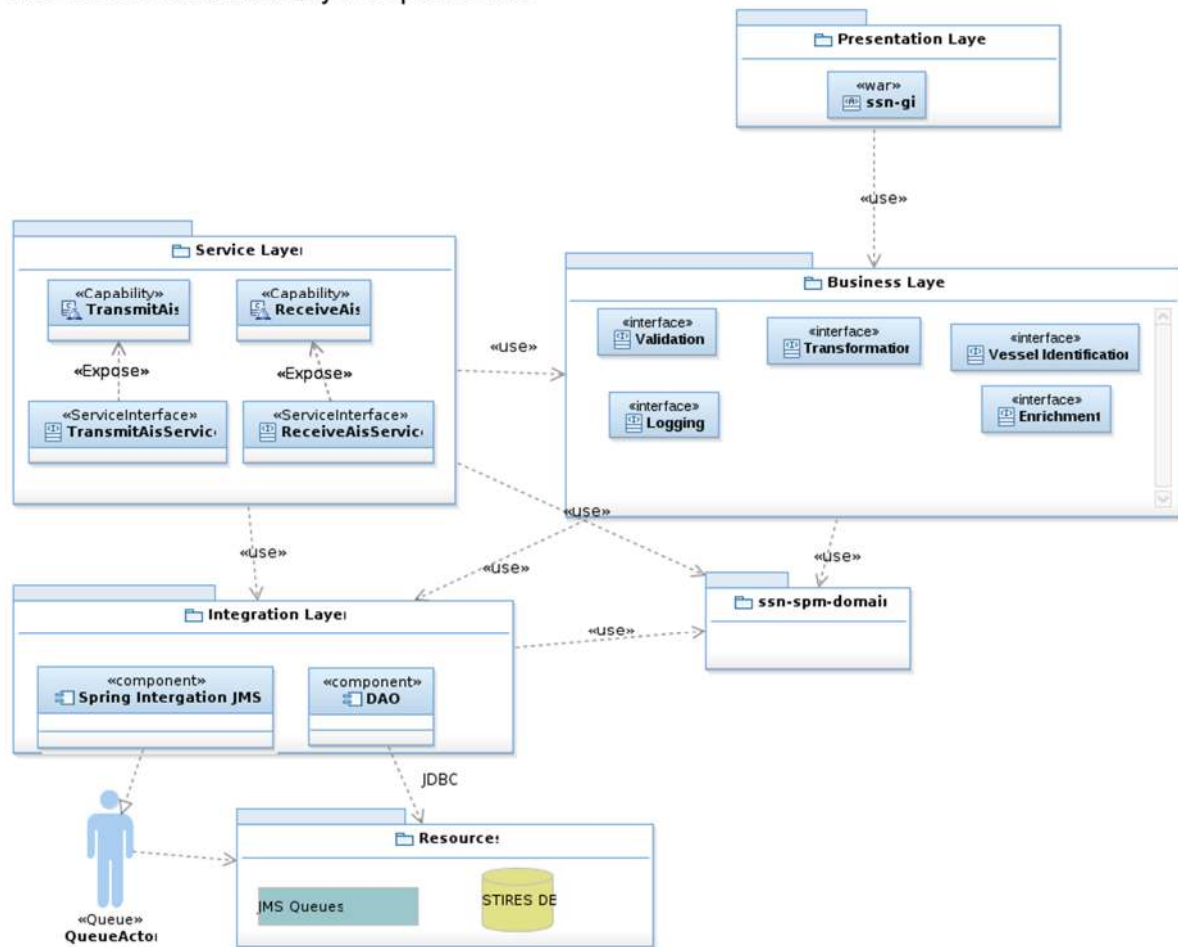 Presentation Laye
«war»
ssn-gi
«use»
Service Laye
«Capability»
TransmitAis
«Capability»
ReceiveAis
«Expose»
«Expose»
«ServiceInterface»
TransmitAisServic
«ServiceInterface»
ReceiveAisServic
«use»
Business Laye
«interface»
Validation
«interface»
Transformation
«interface»
Vessel Identification
«interface»
Logging
«interface»
Enrichment
«use»
«use»
«use»
«use»
Integration Laye
«component»
Spring Intergation JMS
«component»
DAO
«use»
ssn-spm-domain
JDBC
«Queue»
QueueActor
Resources
JMS Queues
STIRES DE